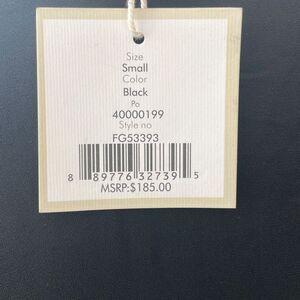 Size
Small
Color
Black
Po
40000199
Style no
FG53393
8 89776 32739 5
MSRP:$185.00